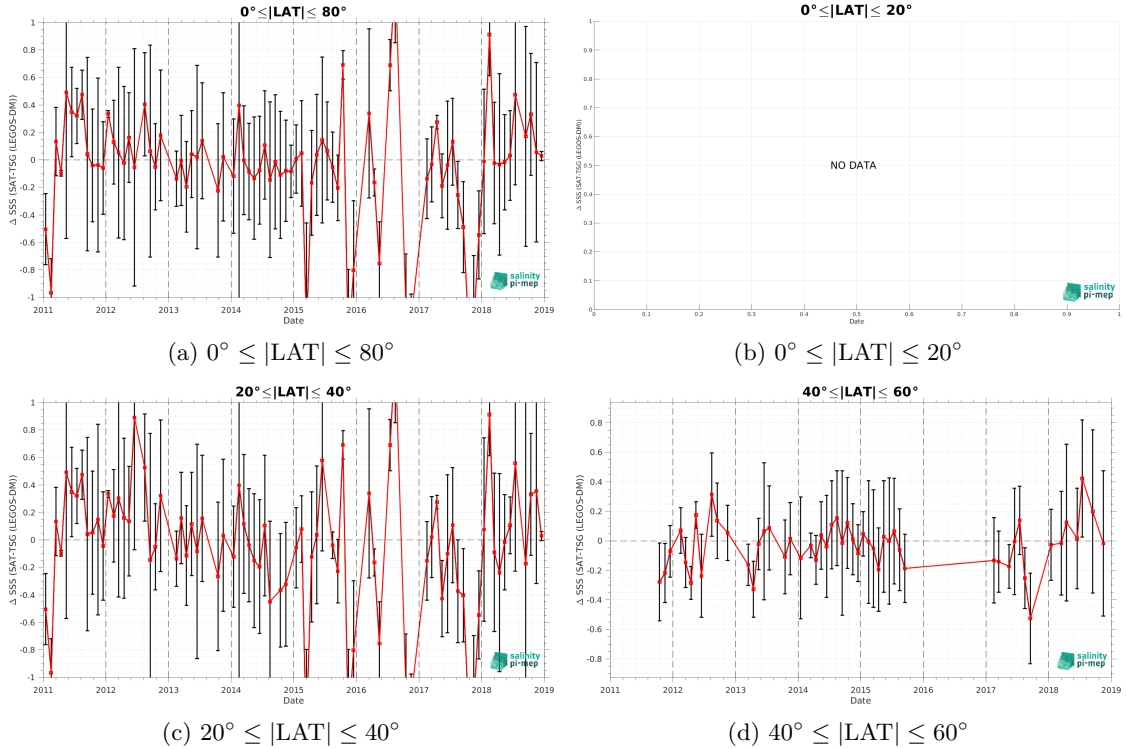 0°≤|LAT|≤ 80°
Δ SSS (SAT-TSG (LEGOS-DM))
1
0.8
0.6
0.4
0.2
0
-0.2
-0.4
-0.6
-0.8
-1
2011 2012 2013 2014 2015 2016 2017 2018 2019
Date
salinity
pi-mep
(a) 0° ≤ |LAT| ≤ 80°
0°≤|LAT|≤ 20°
Δ SSS (SAT-TSG (LEGOS-DM))
1
0.9
0.8
0.7
0.6
0.5
0.4
0.3
0.2
0.1
0
NO DATA
0 0.1 0.2 0.3 0.4 0.5 0.6 0.7 0.8 0.9 1
Date
salinity
pi-mep
(b) 0° ≤ |LAT| ≤ 20°
20°≤|LAT|≤ 40°
Δ SSS (SAT-TSG (LEGOS-DM))
1
0.8
0.6
0.4
0.2
0
-0.2
-0.4
-0.6
-0.8
-1
2011 2012 2013 2014 2015 2016 2017 2018 2019
Date
salinity
pi-mep
(c) 20° ≤ |LAT| ≤ 40°
40°≤|LAT|≤ 60°
Δ SSS (SAT-TSG (LEGOS-DM))
0.8
0.6
0.4
0.2
0
-0.2
-0.4
-0.6
-0.8
2011 2012 2013 2014 2015 2016 2017 2018 2019
Date
salinity
pi-mep
(d) 40° ≤ |LAT| ≤ 60°